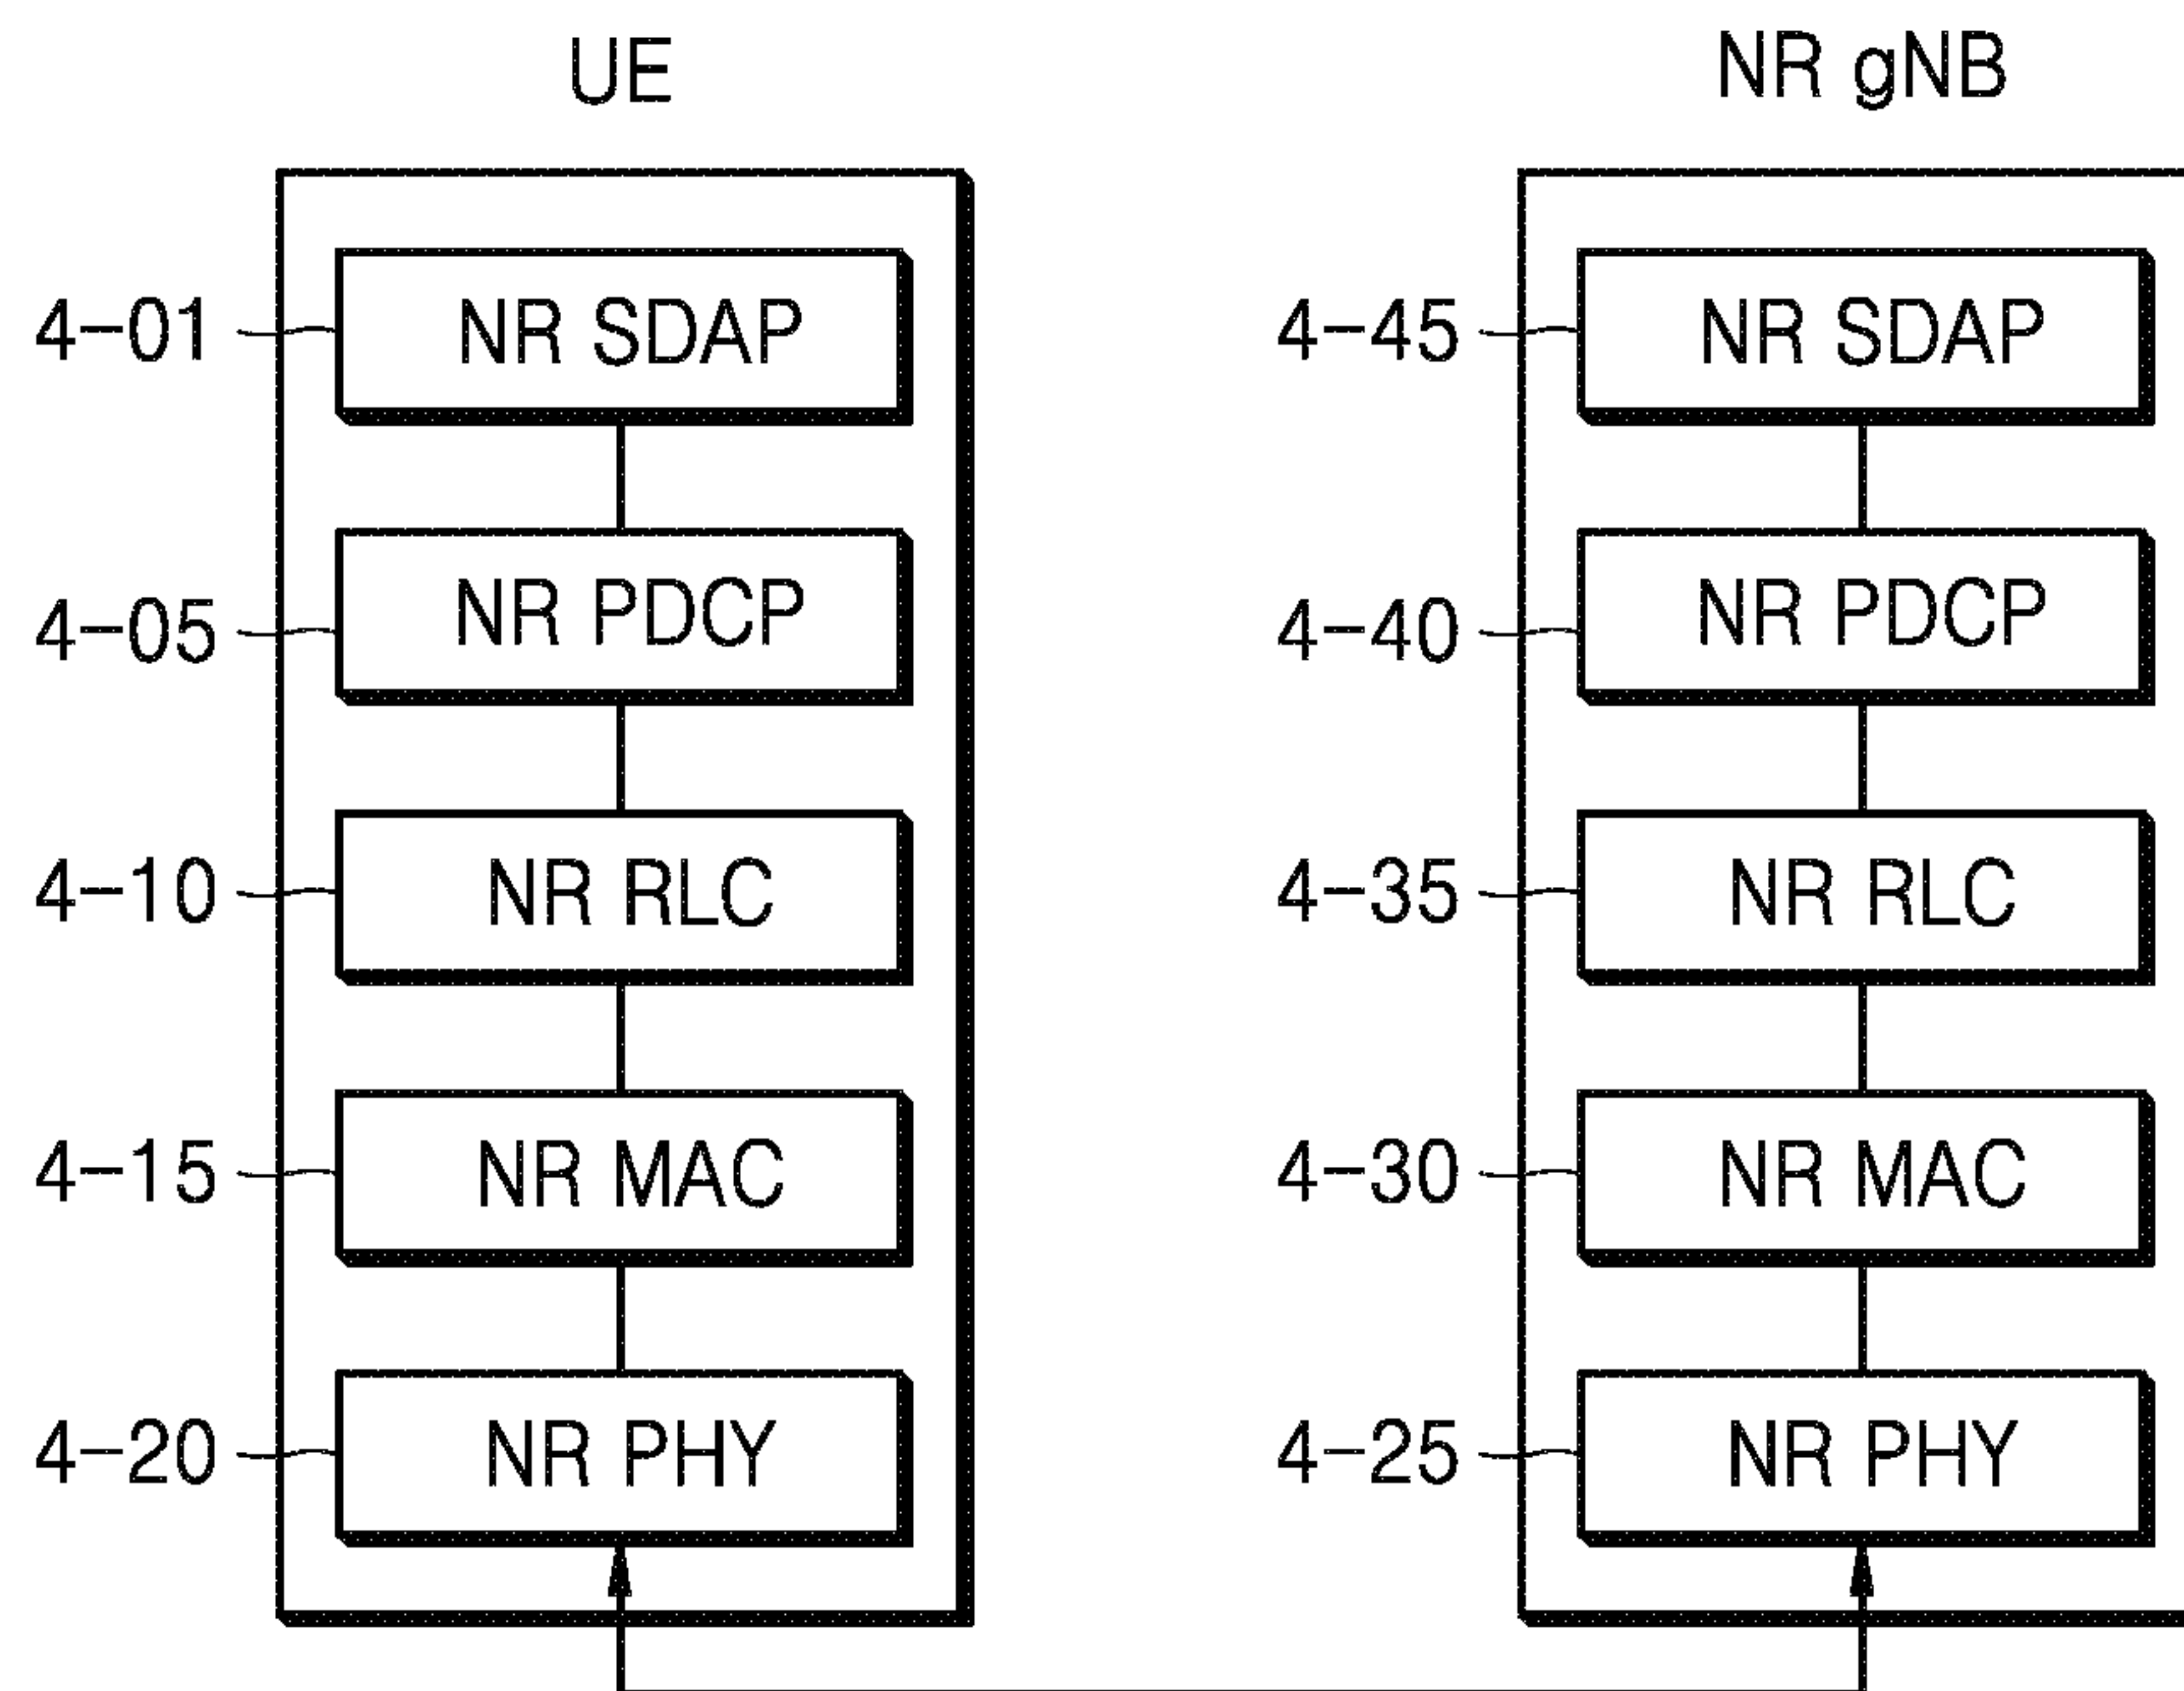 UE
NR gNB
4-01
NR SDAP
4-45
NR SDAP
4-05
NR PDCP
4-40
NR PDCP
4-10
NR RLC
4-35
NR RLC
4-15
NR MAC
4-30
NR MAC
4-20
NR PHY
4-25
NR PHY